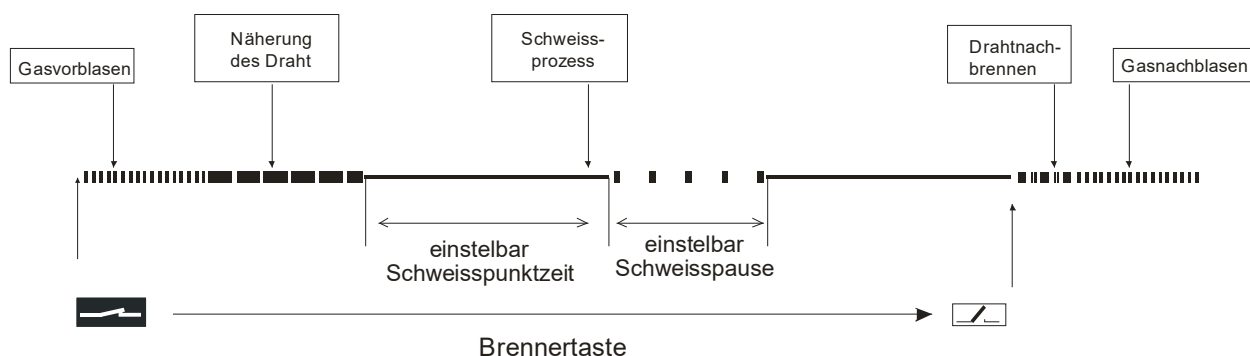 Gasvorblasen
Näherung
des Draht
Schweiss-
prozess
Drahtnach-
brennen
Gasnachblasen
einstelbar
Schweisspunktzeit
einstelbar
Schweisspause
Brennertaste